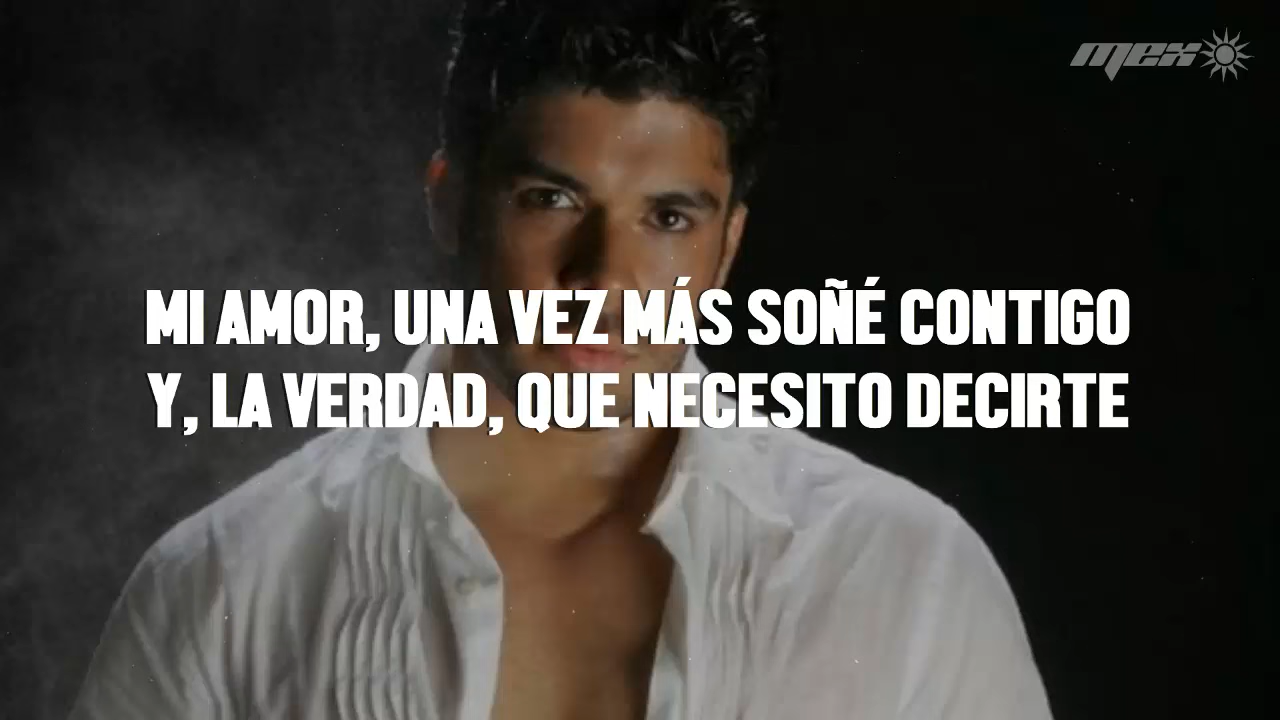 MEX
MI AMOR, UNA VEZ MÁS SOÑÉ CONTIGO
Y, LA VERDAD, QUE NECESITO DECIRTE